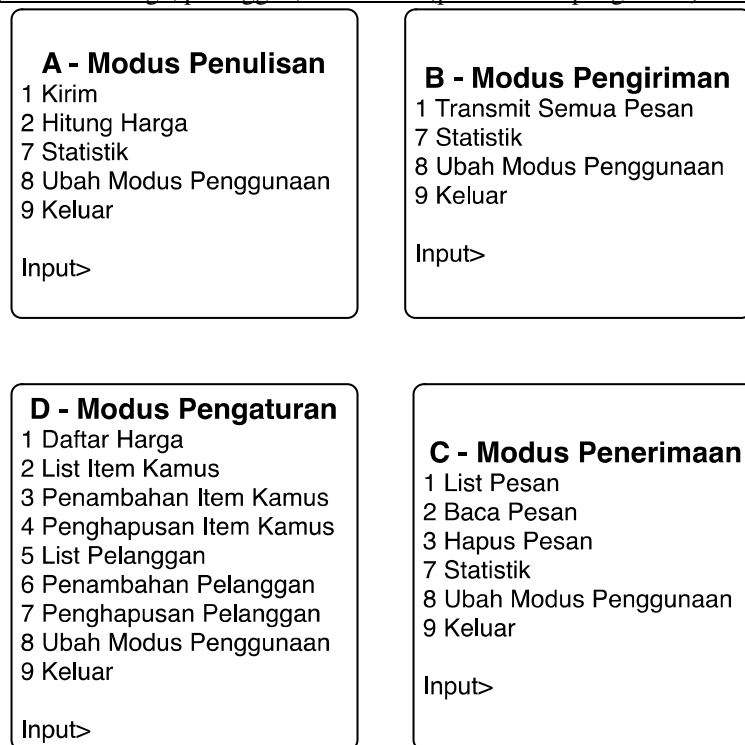 A - Modus Penulisan
1 Kirim
2 Hitung Harga
7 Statistik
8 Ubah Modus Penggunaan
9 Keluar
Input>
B - Modus Pengiriman
1 Transmit Semua Pesan
7 Statistik
8 Ubah Modus Penggunaan
9 Keluar
Input>
D - Modus Pengaturan
1 Daftar Harga
2 List Item Kamus
3 Penambahan Item Kamus
4 Penghapusan Item Kamus
5 List Pelanggan
6 Penambahan Pelanggan
7 Penghapusan Pelanggan
8 Ubah Modus Penggunaan
9 Keluar
Input>
C - Modus Penerimaan
1 List Pesan
2 Baca Pesan
3 Hapus Pesan
7 Statistik
8 Ubah Modus Penggunaan
9 Keluar
Input>